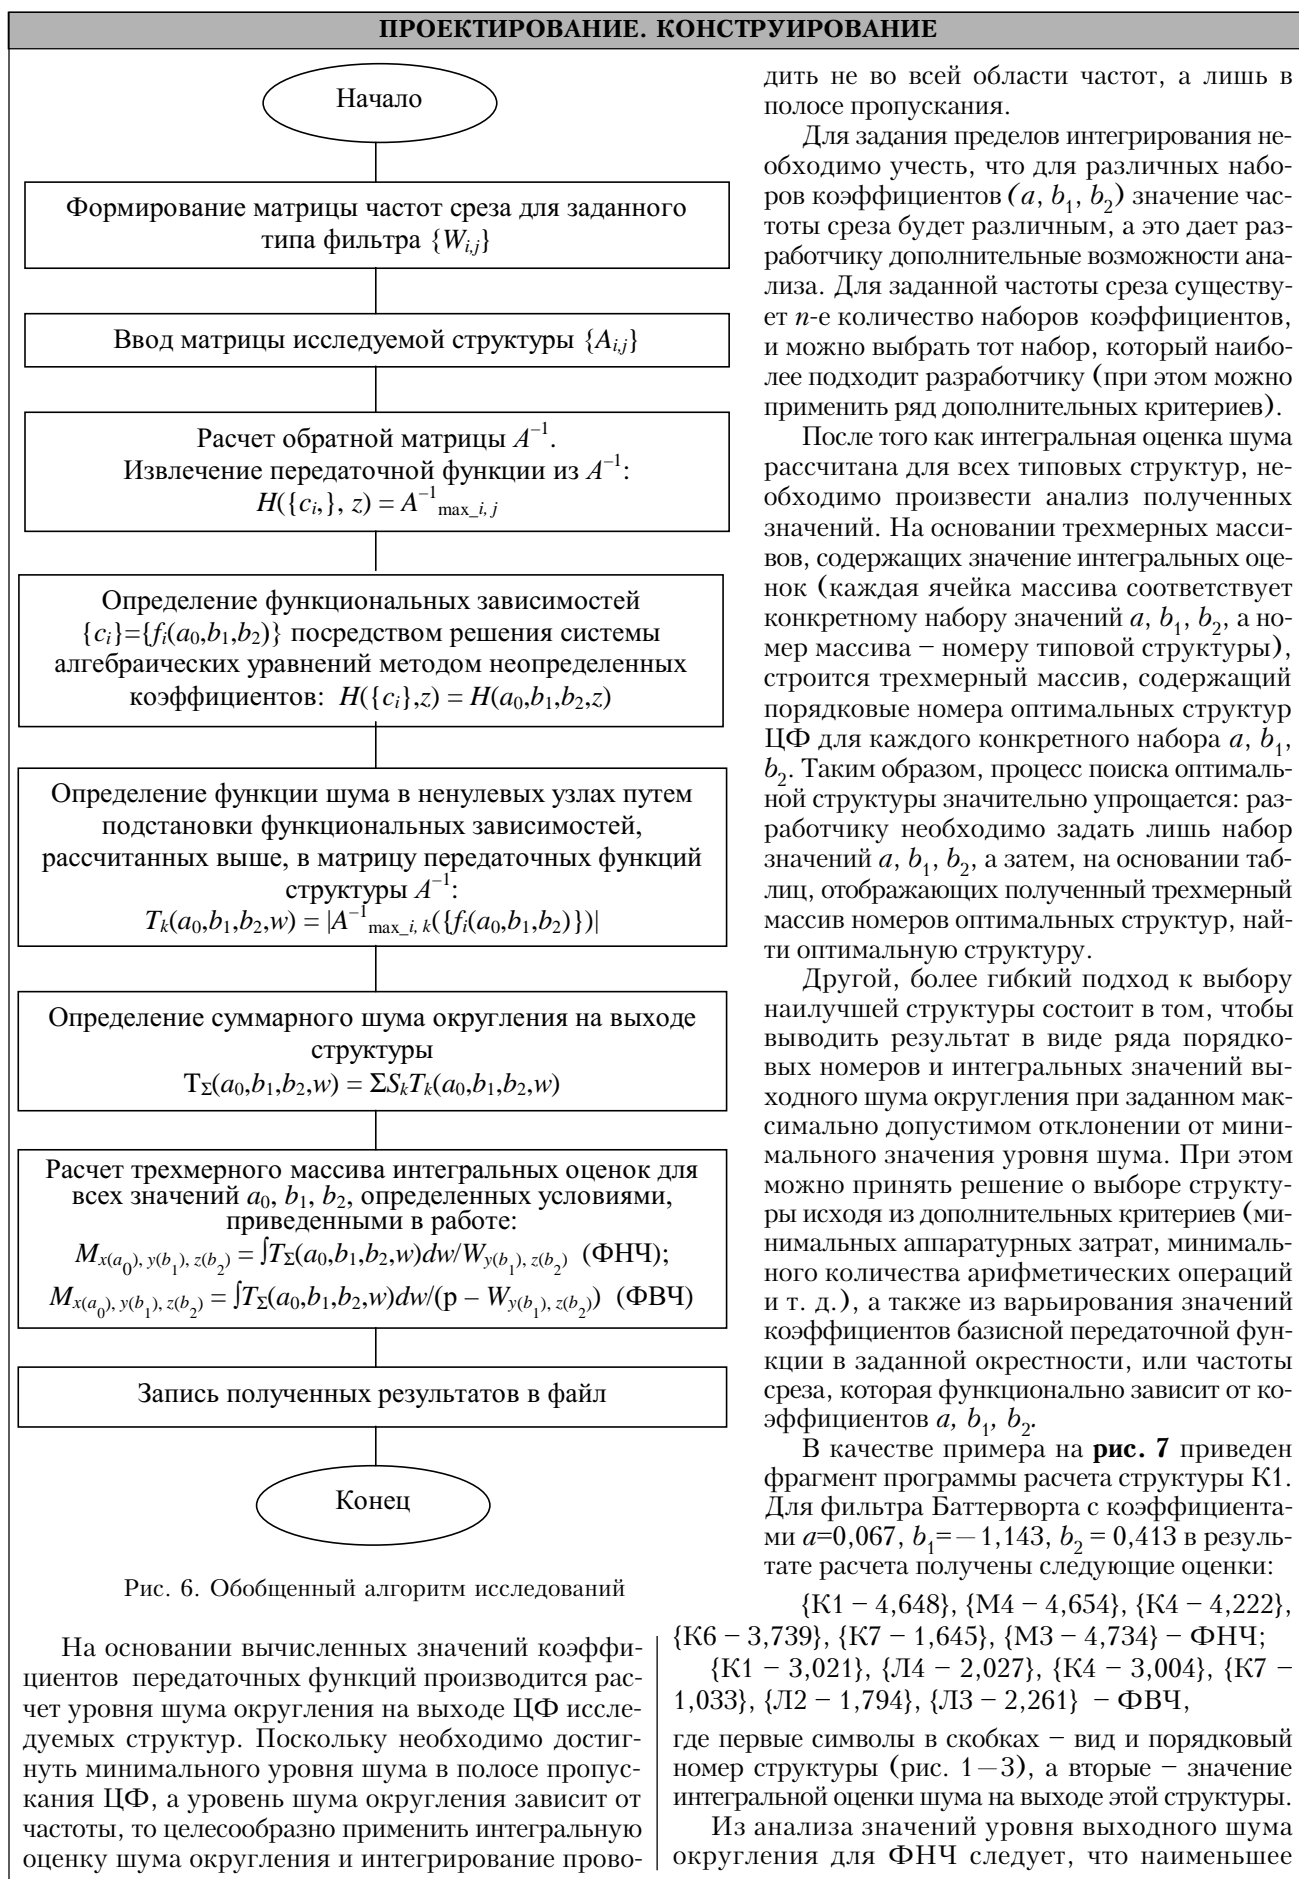 ПРОЕКТИРОВАНИЕ. КОНСТРУИРОВАНИЕ
Начало
Формирование матрицы частот среза для заданного
типа фильтра {W_{i,j}}
Ввод матрицы исследуемой структуры {A_{i,j}}
Расчет обратной матрицы A^{–1}.
Извлечение передаточной функции из A^{–1}:
H({c_i,}, z) = A^{–1}_{max_i, j}
Определение функциональных зависимостей
{c_i}={f_i(a_0,b_1,b_2)} посредством решения системы
алгебраических уравнений методом неопределенных
коэффициентов: H({c_i},z) = H(a_0,b_1,b_2,z)
Определение функции шума в ненулевых узлах путем
подстановки функциональных зависимостей,
рассчитанных выше, в матрицу передаточных функций
структуры A^{–1}:
T_k(a_0,b_1,b_2,w) = |A^{–1}_{max_i, k}({f_i(a_0,b_1,b_2)})|
Определение суммарного шума округления на выходе
структуры
T_Σ(a_0,b_1,b_2,w) = ΣS_kT_k(a_0,b_1,b_2,w)
Расчет трехмерного массива интегральных оценок для
всех значений a_0, b_1, b_2, определенных условиями,
приведенными в работе:
M_{x(a_0), y(b_1), z(b_2)} = ∫T_Σ(a_0,b_1,b_2,w)dw/W_{y(b_1), z(b_2)} (ФНЧ);
M_{x(a_0), y(b_1), z(b_2)} = ∫T_Σ(a_0,b_1,b_2,w)dw/(p – W_{y(b_1), z(b_2)}) (ФВЧ)
Запись полученных результатов в файл
Конец
Рис. 6. Обобщенный алгоритм исследований
На основании вычисленных значений коэффи-
циентов передаточных функций производится рас-
чет уровня шума округления на выходе ЦФ иссле-
дуемых структур. Поскольку необходимо достиг-
нуть минимального уровня шума в полосе пропус-
кания ЦФ, а уровень шума округления зависит от
частоты, то целесообразно применить интегральную
оценку шума округления и интегрирование прово-
дить не во всей области частот, а лишь в
полосе пропускания.
Для задания пределов интегрирования не-
обходимо учесть, что для различных набо-
ров коэффициентов (a, b_1, b_2) значение час-
тоты среза будет различным, а это дает раз-
работчику дополнительные возможности ана-
лиза. Для заданной частоты среза существу-
ет n-е количество наборов коэффициентов,
и можно выбрать тот набор, который наибо-
лее подходит разработчику (при этом можно
применить ряд дополнительных критериев).
После того как интегральная оценка шума
рассчитана для всех типовых структур, не-
обходимо произвести анализ полученных
значений. На основании трехмерных масси-
вов, содержащих значение интегральных оце-
нок (каждая ячейка массива соответствует
конкретному набору значений a, b_1, b_2, а но-
мер массива – номеру типовой структуры),
строится трехмерный массив, содержащий
порядковые номера оптимальных структур
ЦФ для каждого конкретного набора a, b_1,
b_2. Таким образом, процесс поиска оптималь-
ной структуры значительно упрощается: раз-
работчику необходимо задать лишь набор
значений a, b_1, b_2, а затем, на основании таб-
лиц, отображающих полученный трехмерный
массив номеров оптимальных структур, най-
ти оптимальную структуру.
Другой, более гибкий подход к выбору
наилучшей структуры состоит в том, чтобы
выводить результат в виде ряда порядко-
вых номеров и интегральных значений вы-
ходного шума округления при заданном мак-
симально допустимом отклонении от мини-
мального значения уровня шума. При этом
можно принять решение о выборе структу-
ры исходя из дополнительных критериев (ми-
нимальных аппаратурных затрат, минималь-
ного количества арифметических операций
и т. д.), а также из варьирования значений
коэффициентов базисной передаточной фун-
кции в заданной окрестности, или частоты
среза, которая функционально зависит от ко-
эффициентов a, b_1, b_2.
В качестве примера на рис. 7 приведен
фрагмент программы расчета структуры К1.
Для фильтра Баттерворта с коэффициента-
ми a=0,067, b_1=—1,143, b_2 = 0,413 в резуль-
тате расчета получены следующие оценки:
{К1 – 4,648}, {М4 – 4,654}, {К4 – 4,222},
{К6 – 3,739}, {К7 – 1,645}, {М3 – 4,734} – ФНЧ;
{К1 – 3,021}, {Л4 – 2,027}, {К4 – 3,004}, {К7 –
1,033}, {Л2 – 1,794}, {Л3 – 2,261} – ФВЧ,
где первые символы в скобках – вид и порядковый
номер структуры (рис. 1—3), а вторые – значение
интегральной оценки шума на выходе этой структуры.
Из анализа значений уровня выходного шума
округления для ФНЧ следует, что наименьшее